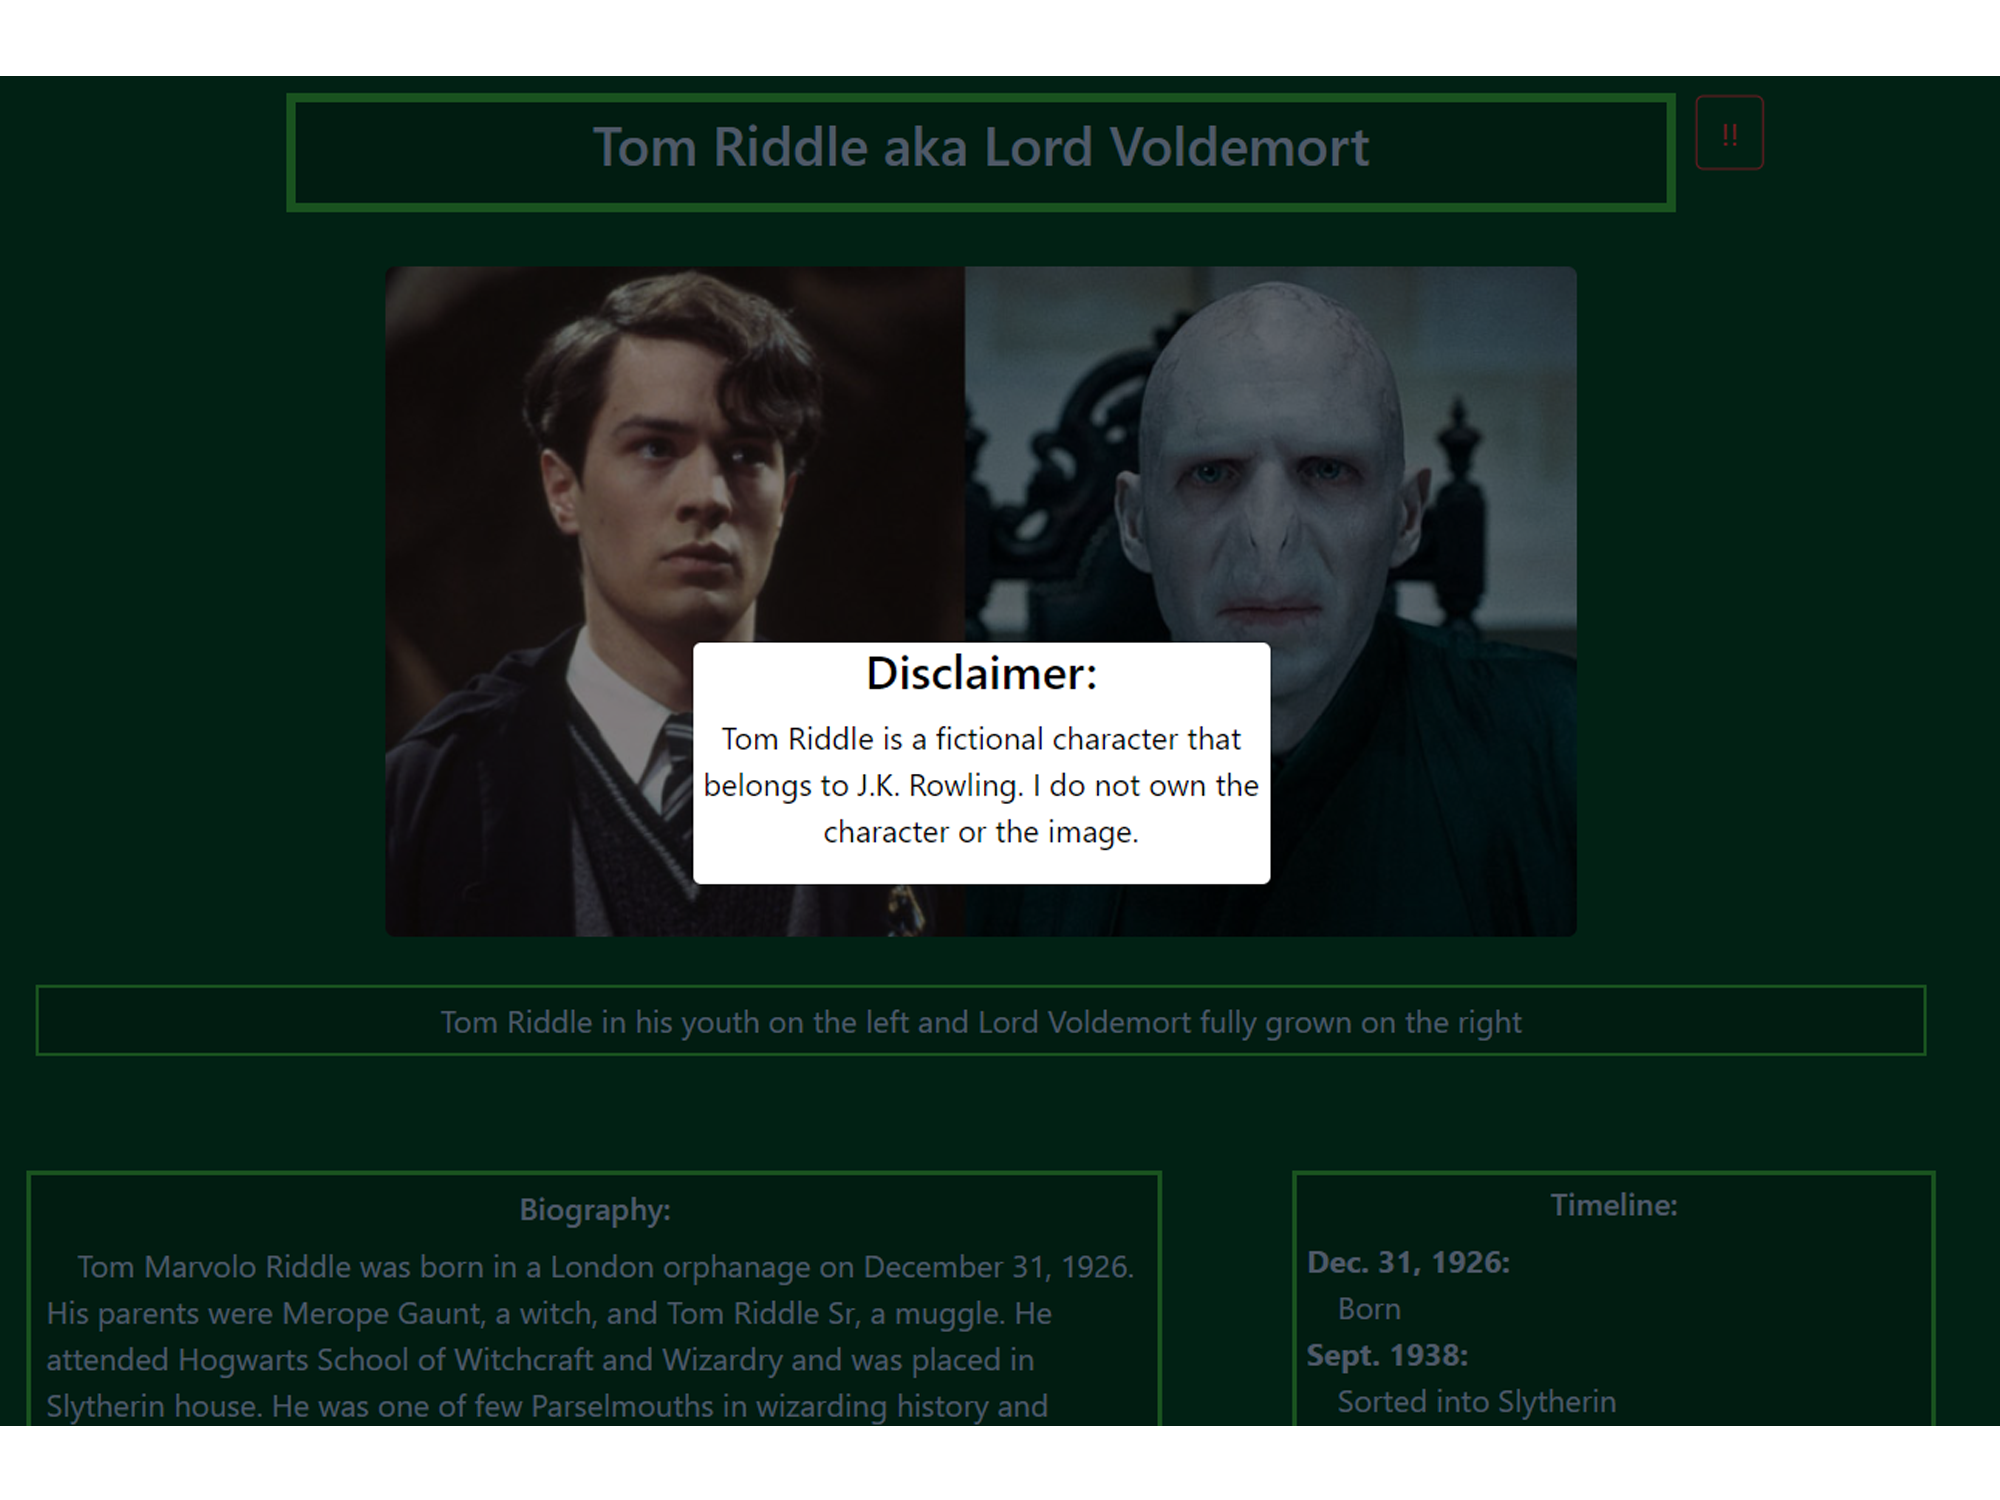 Tom Riddle aka Lord Voldemort
!!
Disclaimer:
Tom Riddle is a fictional character that
belongs to J.K. Rowling. I do not own the
character or the image.
Tom Riddle in his youth on the left and Lord Voldemort fully grown on the right
Biography:
Tom Marvolo Riddle was born in a London orphanage on December 31, 1926.
His parents were Merope Gaunt, a witch, and Tom Riddle Sr, a muggle. He
attended Hogwarts School of Witchcraft and Wizardry and was placed in
Slytherin house. He was one of few Parselmouths in wizarding history and
Timeline:
Dec. 31, 1926:
Born
Sept. 1938:
Sorted into Slytherin